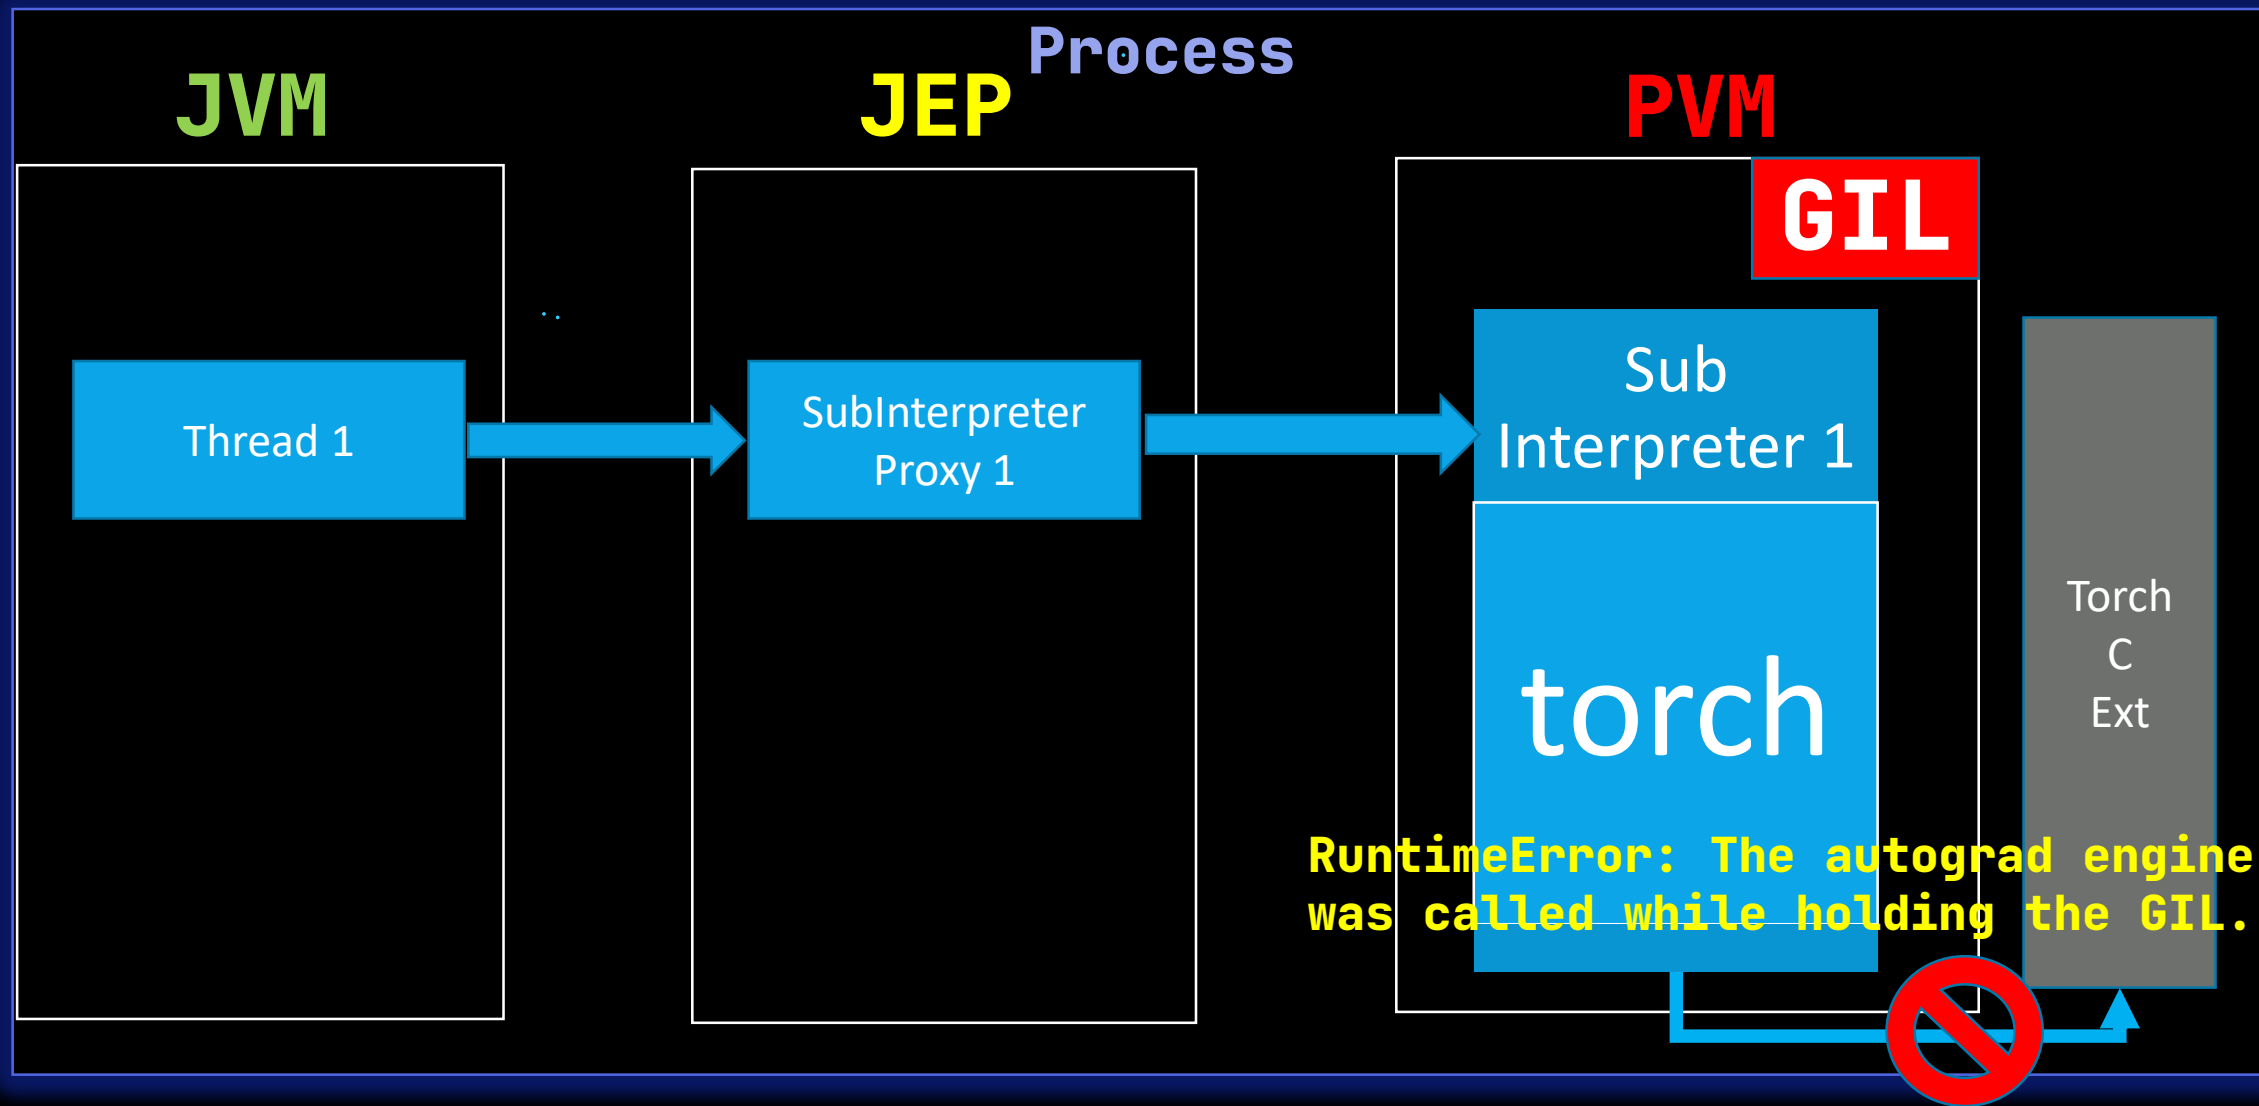 Process
JVM
JEP
PVM
GIL
Thread 1
SubInterpreter
Proxy 1
Sub
Interpreter 1
torch
Torch
C
Ext
RuntimeError: The autograd engine
was called while holding the GIL.